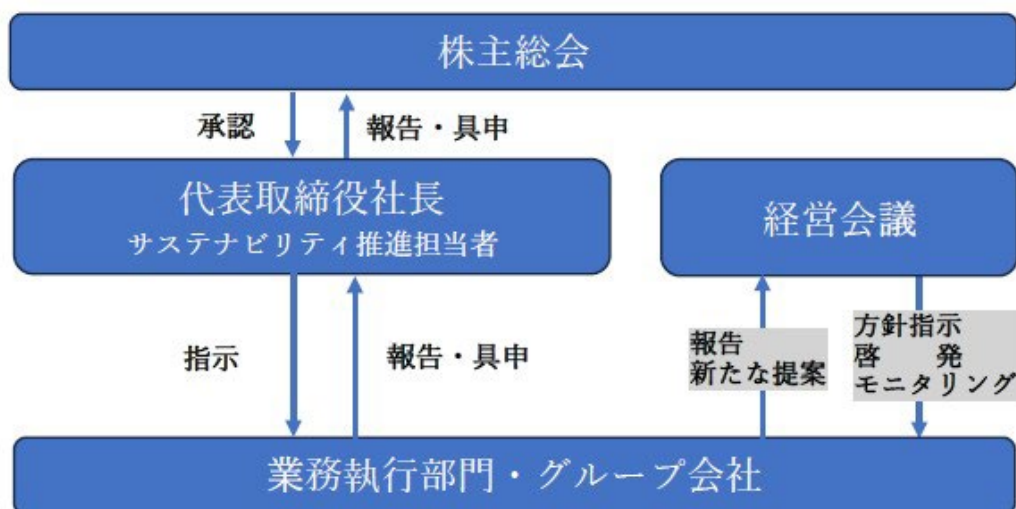 株主総会
承認
報告・具申
代表取締役社長
サステナビリティ推進担当者
経営会議
指示
報告・具申
報告
新たな提案
方針指示
啓　　発
モニタリング
業務執行部門・グループ会社